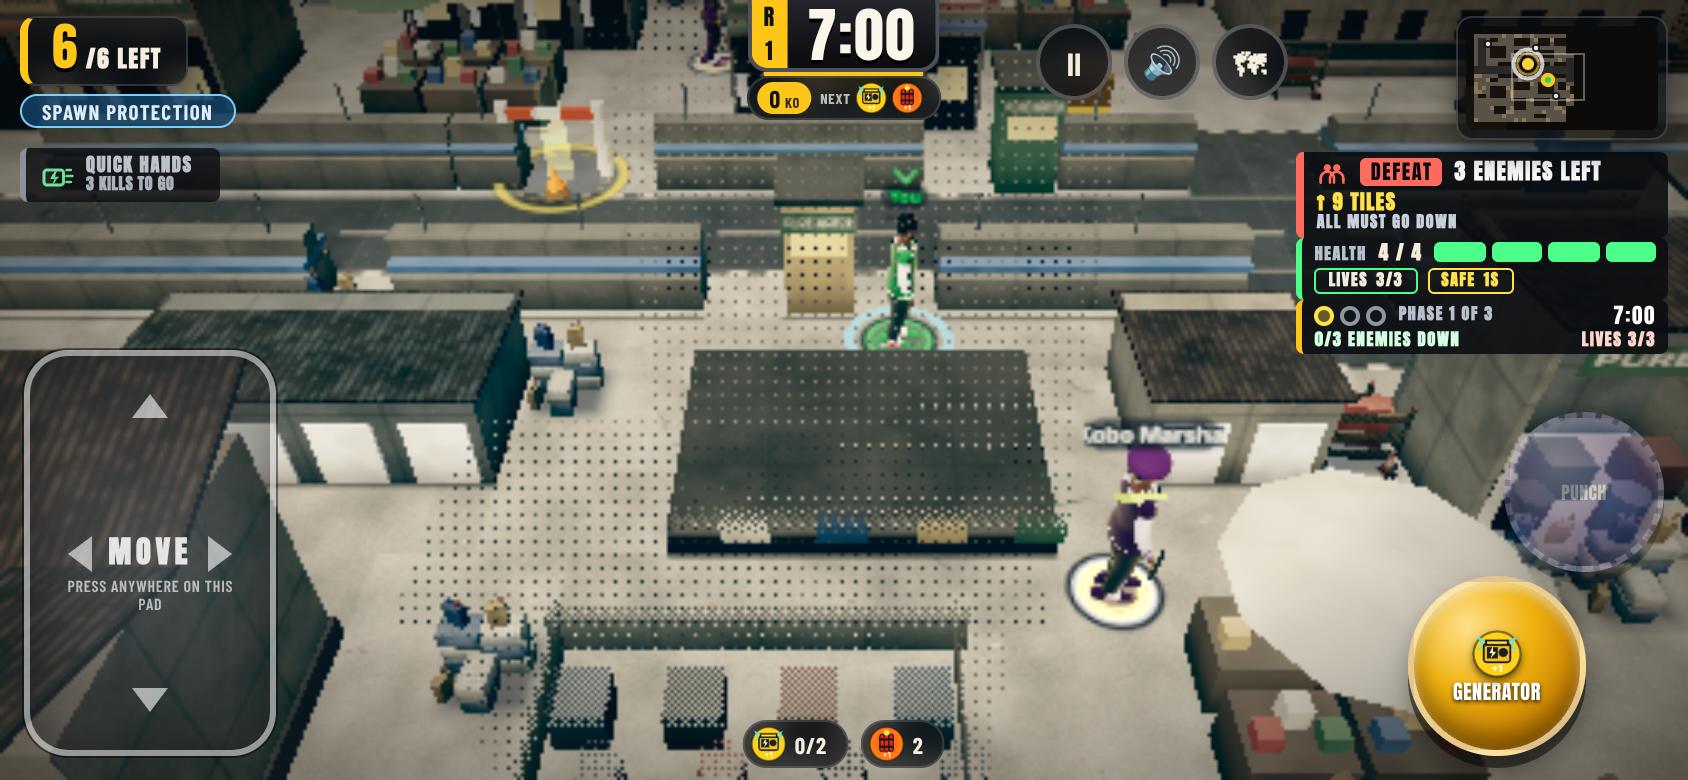 6 /6 LEFT
SPAWN PROTECTION
QUICK HANDS
3 KILLS TO GO
R
1
7:00
0 KO NEXT +1 +1
DEFEAT 3 ENEMIES LEFT
↑ 9 TILES
ALL MUST GO DOWN
HEALTH 4 / 4
LIVES 3/3 SAFE 1S
PHASE 1 OF 3 7:00
0/3 ENEMIES DOWN LIVES 3/3
You
MOVE
PRESS ANYWHERE ON THIS
PAD
PUNCH
+1
GENERATOR
0/2 2